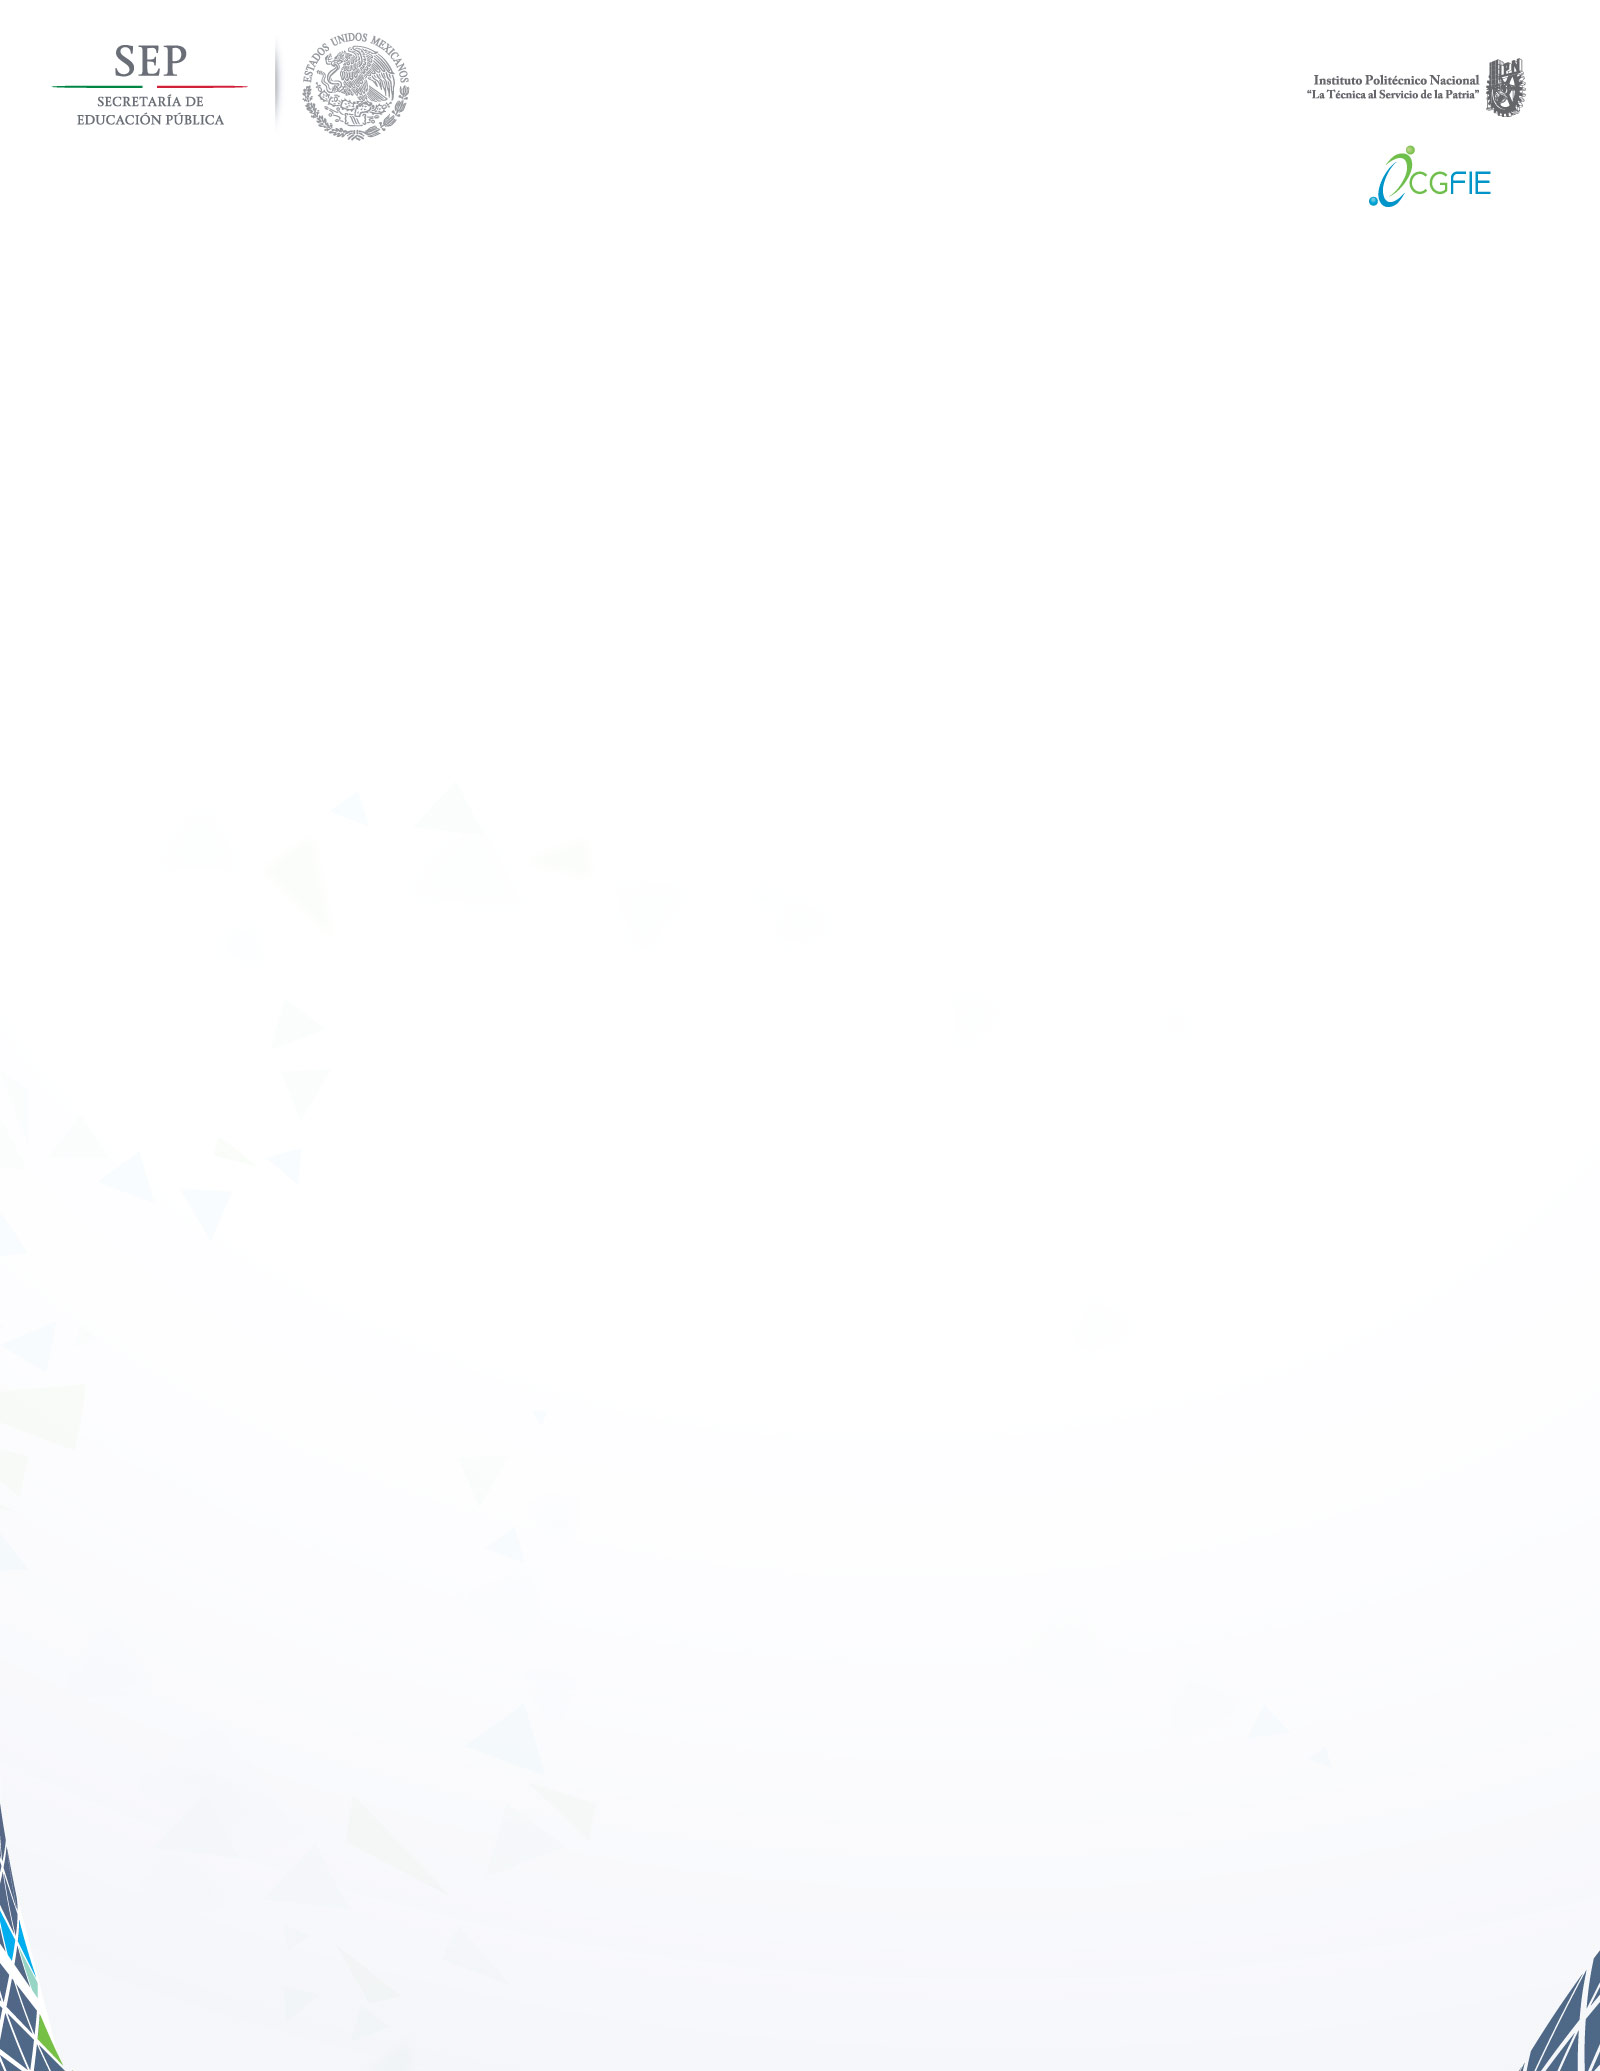 SEP
SECRETARÍA DE
EDUCACIÓN PÚBLICA
ESTADOS UNIDOS MEXICANOS
Instituto Politécnico Nacional
“La Técnica al Servicio de la Patria”
IPN
CGFIE